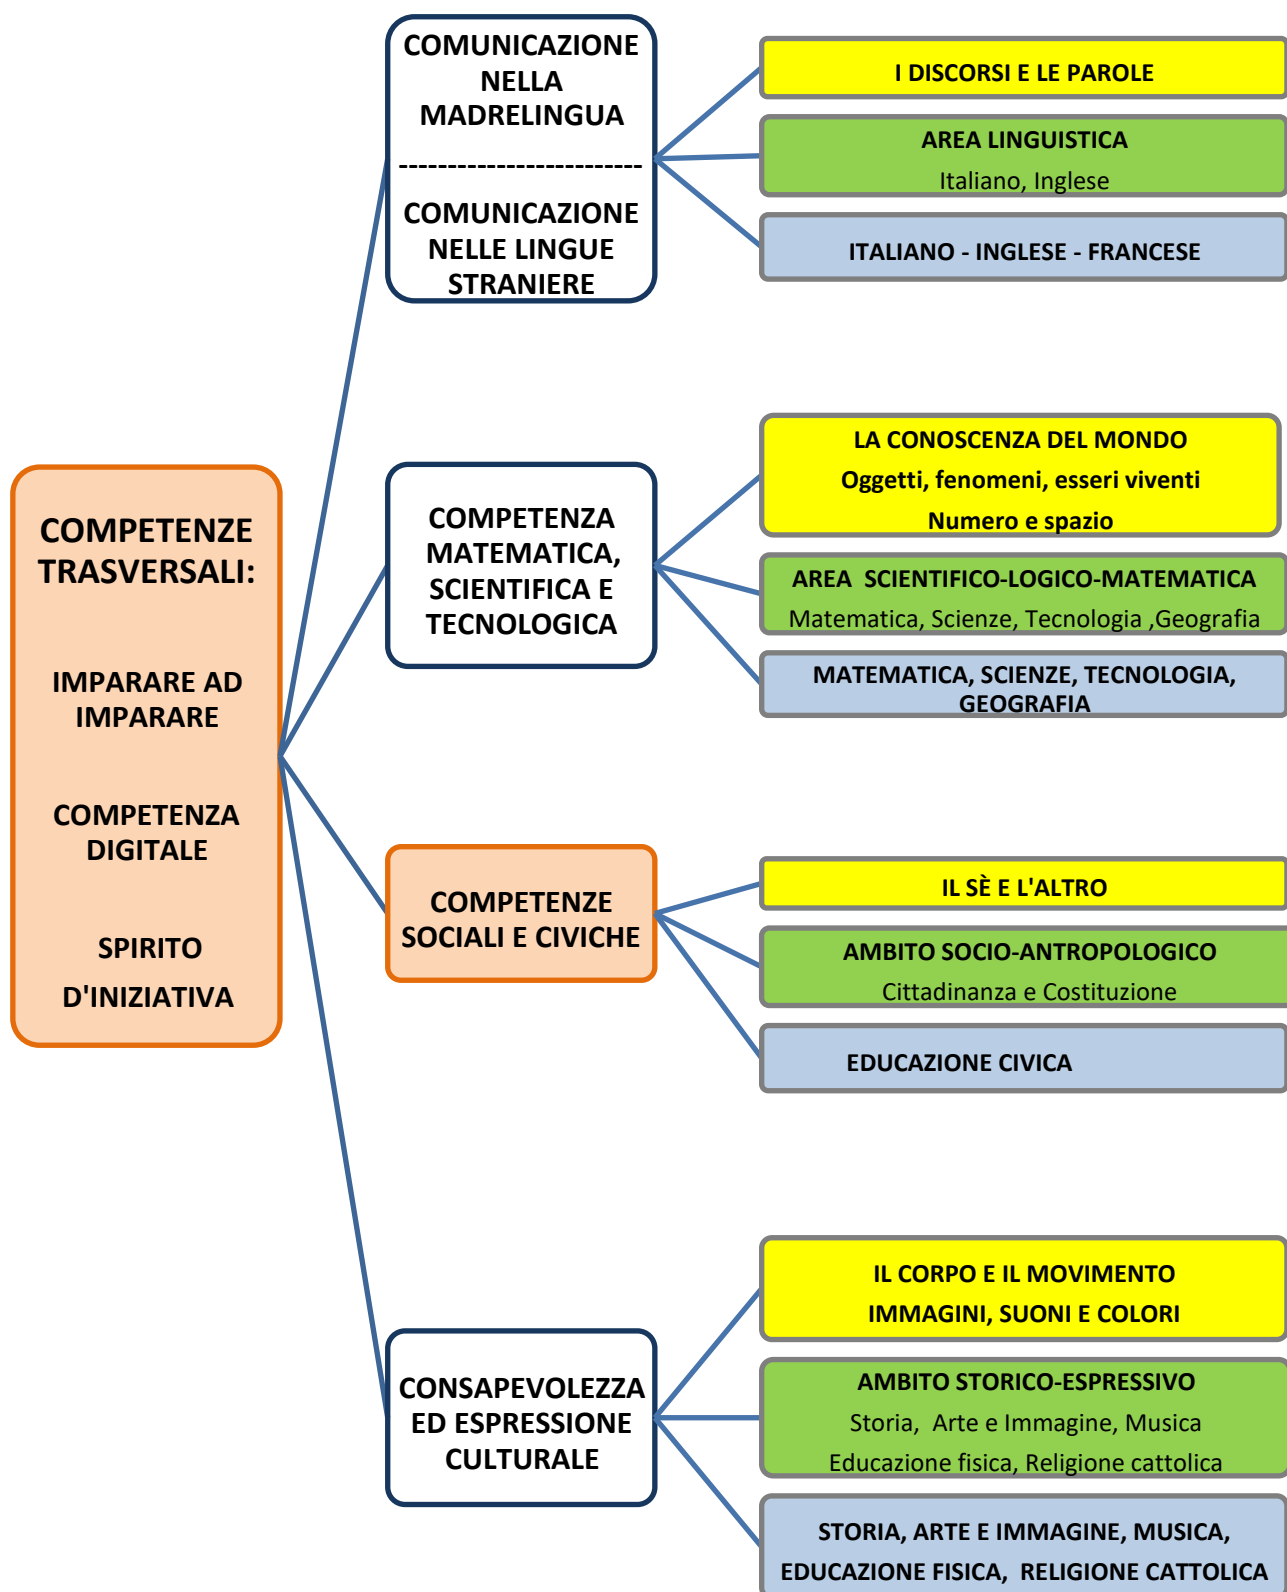 COMPETENZE
TRASVERSALI:
IMPARARE AD
IMPARARE
COMPETENZA
DIGITALE
SPIRITO
D'INIZIATIVA
COMUNICAZIONE
NELLA
MADRELINGUA
-------------------------
COMUNICAZIONE
NELLE LINGUE
STRANIERE
I DISCORSI E LE PAROLE
AREA LINGUISTICA
Italiano, Inglese
ITALIANO - INGLESE - FRANCESE
COMPETENZA
MATEMATICA,
SCIENTIFICA E
TECNOLOGICA
LA CONOSCENZA DEL MONDO
Oggetti, fenomeni, esseri viventi
Numero e spazio
AREA  SCIENTIFICO-LOGICO-MATEMATICA
Matematica, Scienze, Tecnologia ,Geografia
MATEMATICA, SCIENZE, TECNOLOGIA,
GEOGRAFIA
COMPETENZE
SOCIALI E CIVICHE
IL SÈ E L'ALTRO
AMBITO SOCIO-ANTROPOLOGICO
Cittadinanza e Costituzione
EDUCAZIONE CIVICA
CONSAPEVOLEZZA
ED ESPRESSIONE
CULTURALE
IL CORPO E IL MOVIMENTO
IMMAGINI, SUONI E COLORI
AMBITO STORICO-ESPRESSIVO
Storia,  Arte e Immagine, Musica
Educazione fisica, Religione cattolica
STORIA, ARTE E IMMAGINE, MUSICA,
EDUCAZIONE FISICA,  RELIGIONE CATTOLICA